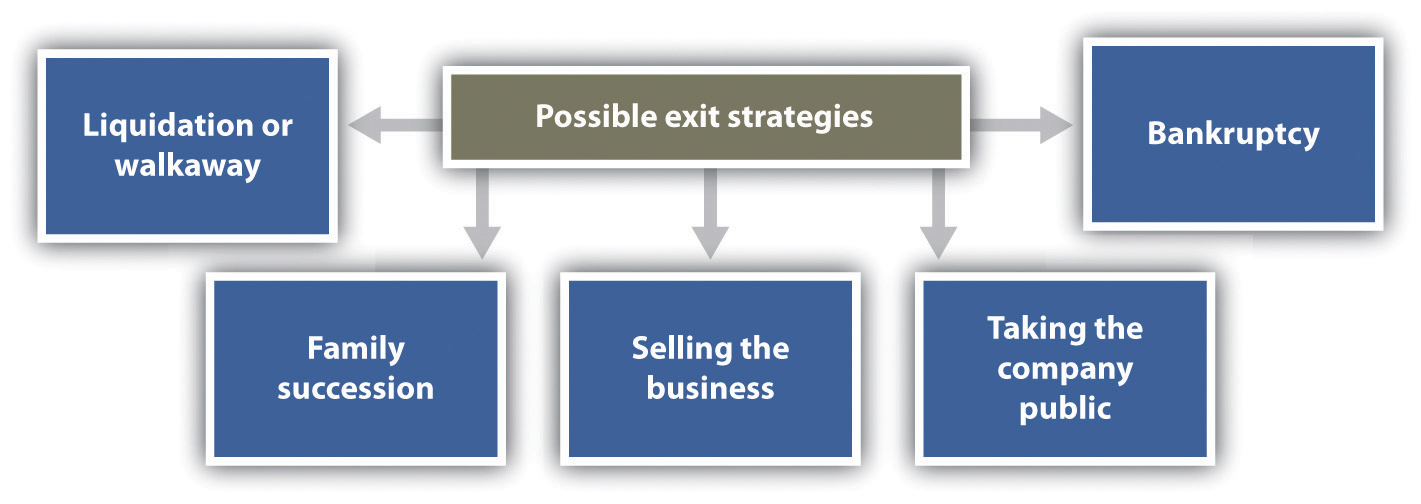 Possible exit strategies
Liquidation or
walkaway
Bankruptcy
Family
succession
Selling the
business
Taking the
company
public